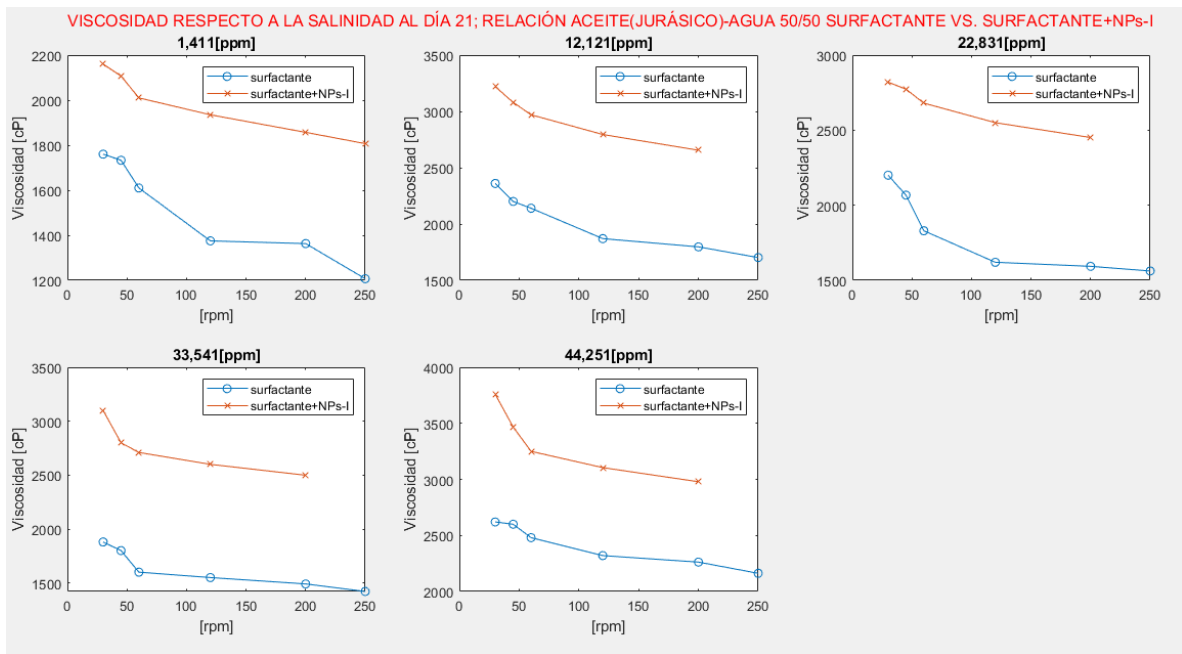 VISCOSIDAD RESPECTO A LA SALINIDAD AL DÍA 21; RELACIÓN ACEITE(JURÁSICO)-AGUA 50/50 SURFACTANTE VS. SURFACTANTE+NPs-I
1,411[ppm]
2200
2000
1800
1600
1400
1200
Viscosidad [cP]
surfactante
surfactante+NPs-I
0 50 100 150 200 250
[rpm]
12,121[ppm]
3500
3000
2500
2000
1500
Viscosidad [cP]
surfactante
surfactante+NPs-I
0 50 100 150 200 250
[rpm]
22,831[ppm]
3000
2500
2000
1500
Viscosidad [cP]
surfactante
surfactante+NPs-I
0 50 100 150 200 250
[rpm]
33,541[ppm]
3500
3000
2500
2000
1500
Viscosidad [cP]
surfactante
surfactante+NPs-I
0 50 100 150 200 250
[rpm]
44,251[ppm]
4000
3500
3000
2500
2000
Viscosidad [cP]
surfactante
surfactante+NPs-I
0 50 100 150 200 250
[rpm]